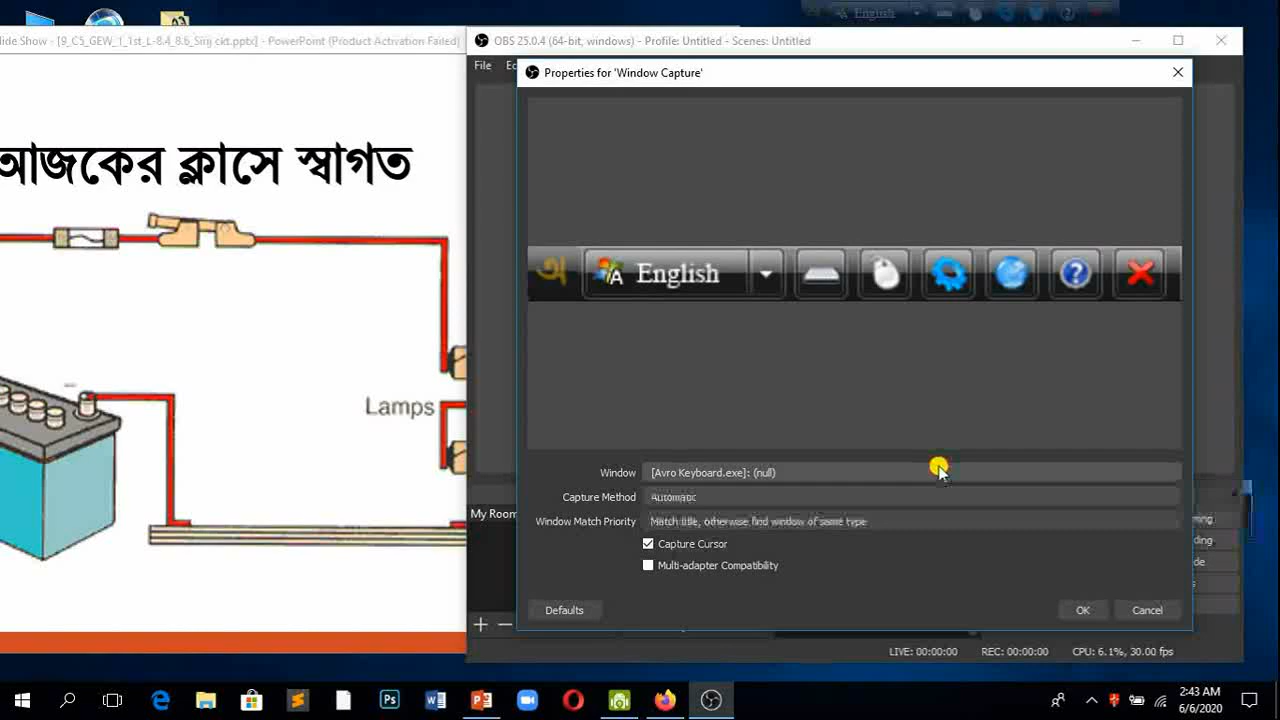 English
lide Show - [9_C5_GEW_1_1st_L-8.4_8.6_Sirij ckt.pptx] - PowerPoint (Product Activation Failed)
আজকের ক্লাসে স্বাগত
Lamps
OBS 25.0.4 (64-bit, windows) - Profile: Untitled - Scenes: Untitled
File
Properties for 'Window Capture'
অ English
Window [Avro Keyboard.exe]: (null)
Capture Method Automatic
Window Match Priority Match title, otherwise find window of same type
Capture Cursor
Multi-adapter Compatibility
Defaults OK Cancel
My Room
LIVE: 00:00:00 REC: 00:00:00 CPU: 6.1%, 30.00 fps
2:43 AM
6/6/2020